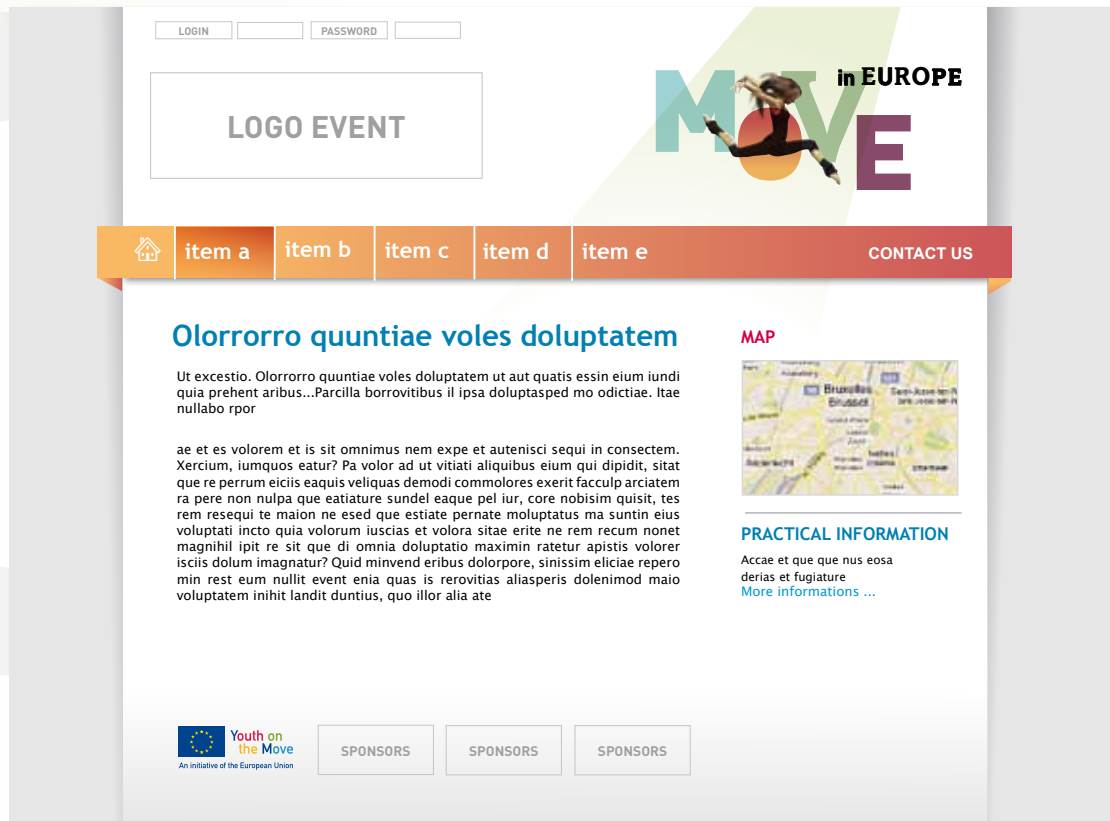 LOGIN PASSWORD
LOGO EVENT
in EUROPE
MOVE
item a item b item c item d item e CONTACT US
Olorrorro quuntiae voles doluptatem
Ut excestio. Olorrorro quuntiae voles doluptatem ut aut quatis essin eium iundi
quia prehent aribus...Parcilla borrovitibus il ipsa doluptasped mo odictiae. Itae
nullabo rpor
ae et es volorem et is sit omnimus nem expe et autenisci sequi in consectem.
Xercium, iumquos eatur? Pa volor ad ut vitiati aliquibus eium qui dipidit, sitat
que re perrum eiciis eaquis veliquas demodi commolores exerit facculp arciatem
ra pere non nulpa que eatiature sundel eaque pel iur, core nobisim quisit, tes
rem resequi te maion ne esed que estiate pernate moluptatus ma suntin eius
voluptati incto quia volorum iuscias et volora sitae erite ne rem recum nonet
magnihil ipit re sit que di omnia doluptatio maximin ratetur apistis volorer
isciis dolum imagnatur? Quid minvend eribus dolorpore, sinissim eliciae repero
min rest eum nullit event enia quas is rerovitias aliasperis dolenimod maio
voluptatem inihit landit duntius, quo illor alia ate
MAP
Bruxelles
Brussel
PRACTICAL INFORMATION
Accae et que que nus eosa
derias et fugiature
More informations ...
Youth on
the Move
An initiative of the European Union
SPONSORS SPONSORS SPONSORS